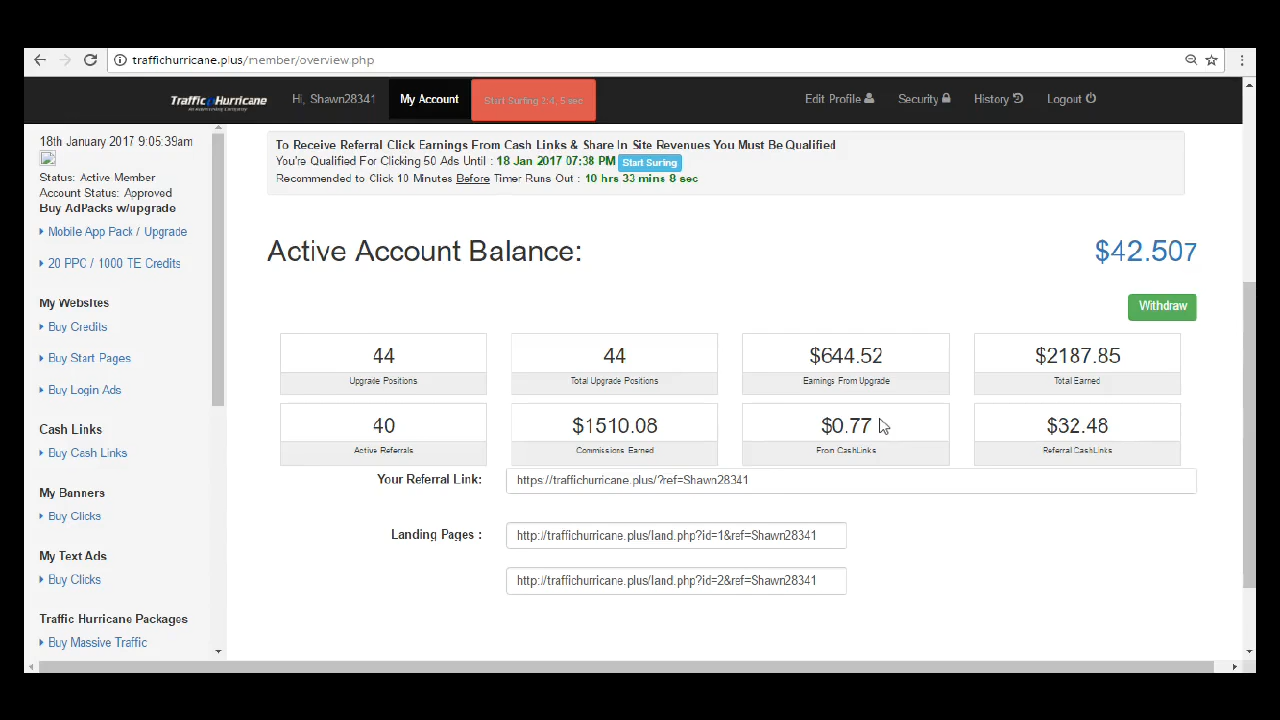 traffichurricane.plus/member/overview.php
Traffic Hurricane
Hi, Shawn28341
My Account
Edit Profile
Security
History
Logout
18th January 2017 9:05:39am
Status: Active Member
Account Status: Approved
Buy AdPacks w/upgrade
Mobile App Pack / Upgrade
20 PPC / 1000 TE Credits
My Websites
Buy Credits
Buy Start Pages
Buy Login Ads
Cash Links
Buy Cash Links
My Banners
Buy Clicks
My Text Ads
Buy Clicks
Traffic Hurricane Packages
Buy Massive Traffic
To Receive Referral Click Earnings From Cash Links & Share In Site Revenues You Must Be Qualified
You're Qualified For Clicking 50 Ads Until : 18 Jan 2017 07:38 PM Start Surfing
Recommended to Click 10 Minutes Before Timer Runs Out : 10 hrs 33 mins 8 sec
Active Account Balance:
$42.507
Withdraw
44
Upgrade Positions
44
Total Upgrade Positions
$644.52
Earnings From Upgrade
$2187.85
Total Earned
40
Active Referrals
$1510.08
Commissions Earned
$0.77
From CashLinks
$32.48
Referral CashLinks
Your Referral Link:
https://traffichurricane.plus/?ref=Shawn28341
Landing Pages :
http://traffichurricane.plus/land.php?id=1&ref=Shawn28341
http://traffichurricane.plus/land.php?id=2&ref=Shawn28341